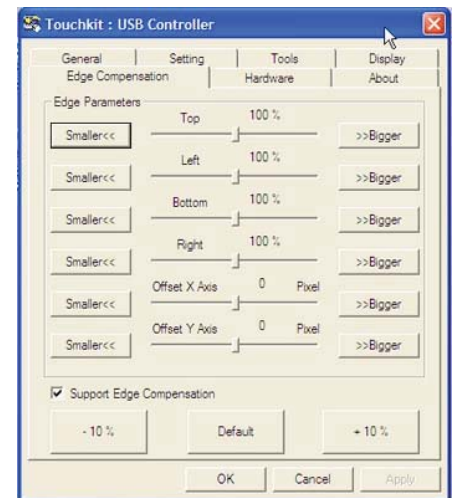 Touchkit : USB Controller
General Setting Tools Display
Edge Compensation Hardware About
Edge Parameters
Top 100 %
Smaller<< >>Bigger
Left 100 %
Smaller<< >>Bigger
Bottom 100 %
Smaller<< >>Bigger
Right 100 %
Smaller<< >>Bigger
Offset X Axis 0 Pixel
Smaller<< >>Bigger
Offset Y Axis 0 Pixel
Smaller<< >>Bigger
Support Edge Compensation
- 10 % Default + 10 %
OK Cancel Apply